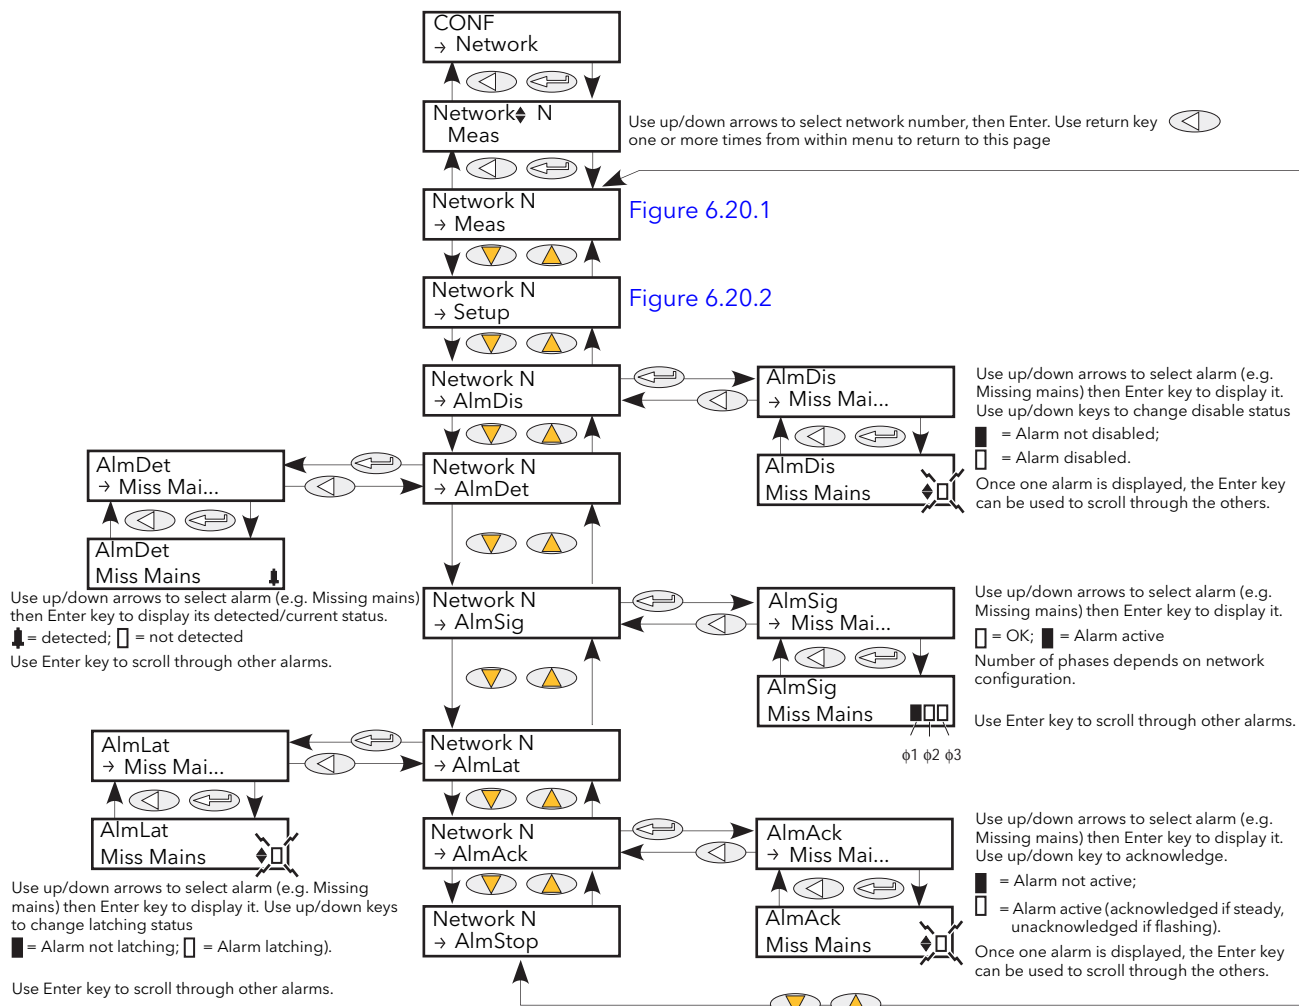 CONF
→ Network
Network N
Meas
Use up/down arrows to select network number, then Enter. Use return key
one or more times from within menu to return to this page
Network N
→ Meas
Figure 6.20.1
Network N
→ Setup
Figure 6.20.2
Network N
→ AlmDis
AlmDis
→ Miss Mai...
AlmDis
Miss Mains
Use up/down arrows to select alarm (e.g.
Missing mains) then Enter key to display it.
Use up/down keys to change disable status
= Alarm not disabled;
= Alarm disabled.
Once one alarm is displayed, the Enter key
can be used to scroll through the others.
Network N
→ AlmDet
AlmDet
→ Miss Mai...
AlmDet
Miss Mains
Use up/down arrows to select alarm (e.g. Missing mains)
then Enter key to display its detected/current status.
= detected; = not detected
Use Enter key to scroll through other alarms.
Network N
→ AlmSig
AlmSig
→ Miss Mai...
AlmSig
Miss Mains
ϕ1 ϕ2 ϕ3
Use up/down arrows to select alarm (e.g.
Missing mains) then Enter key to display it.
= OK; = Alarm active
Number of phases depends on network
configuration.
Use Enter key to scroll through other alarms.
Network N
→ AlmLat
AlmLat
→ Miss Mai...
AlmLat
Miss Mains
Use up/down arrows to select alarm (e.g. Missing
mains) then Enter key to display it. Use up/down keys
to change latching status
= Alarm not latching; = Alarm latching).
Use Enter key to scroll through other alarms.
Network N
→ AlmAck
AlmAck
→ Miss Mai...
AlmAck
Miss Mains
Use up/down arrows to select alarm (e.g.
Missing mains) then Enter key to display it.
Use up/down key to acknowledge.
= Alarm not active;
= Alarm active (acknowledged if steady,
unacknowledged if flashing).
Once one alarm is displayed, the Enter key
can be used to scroll through the others.
Network N
→ AlmStop